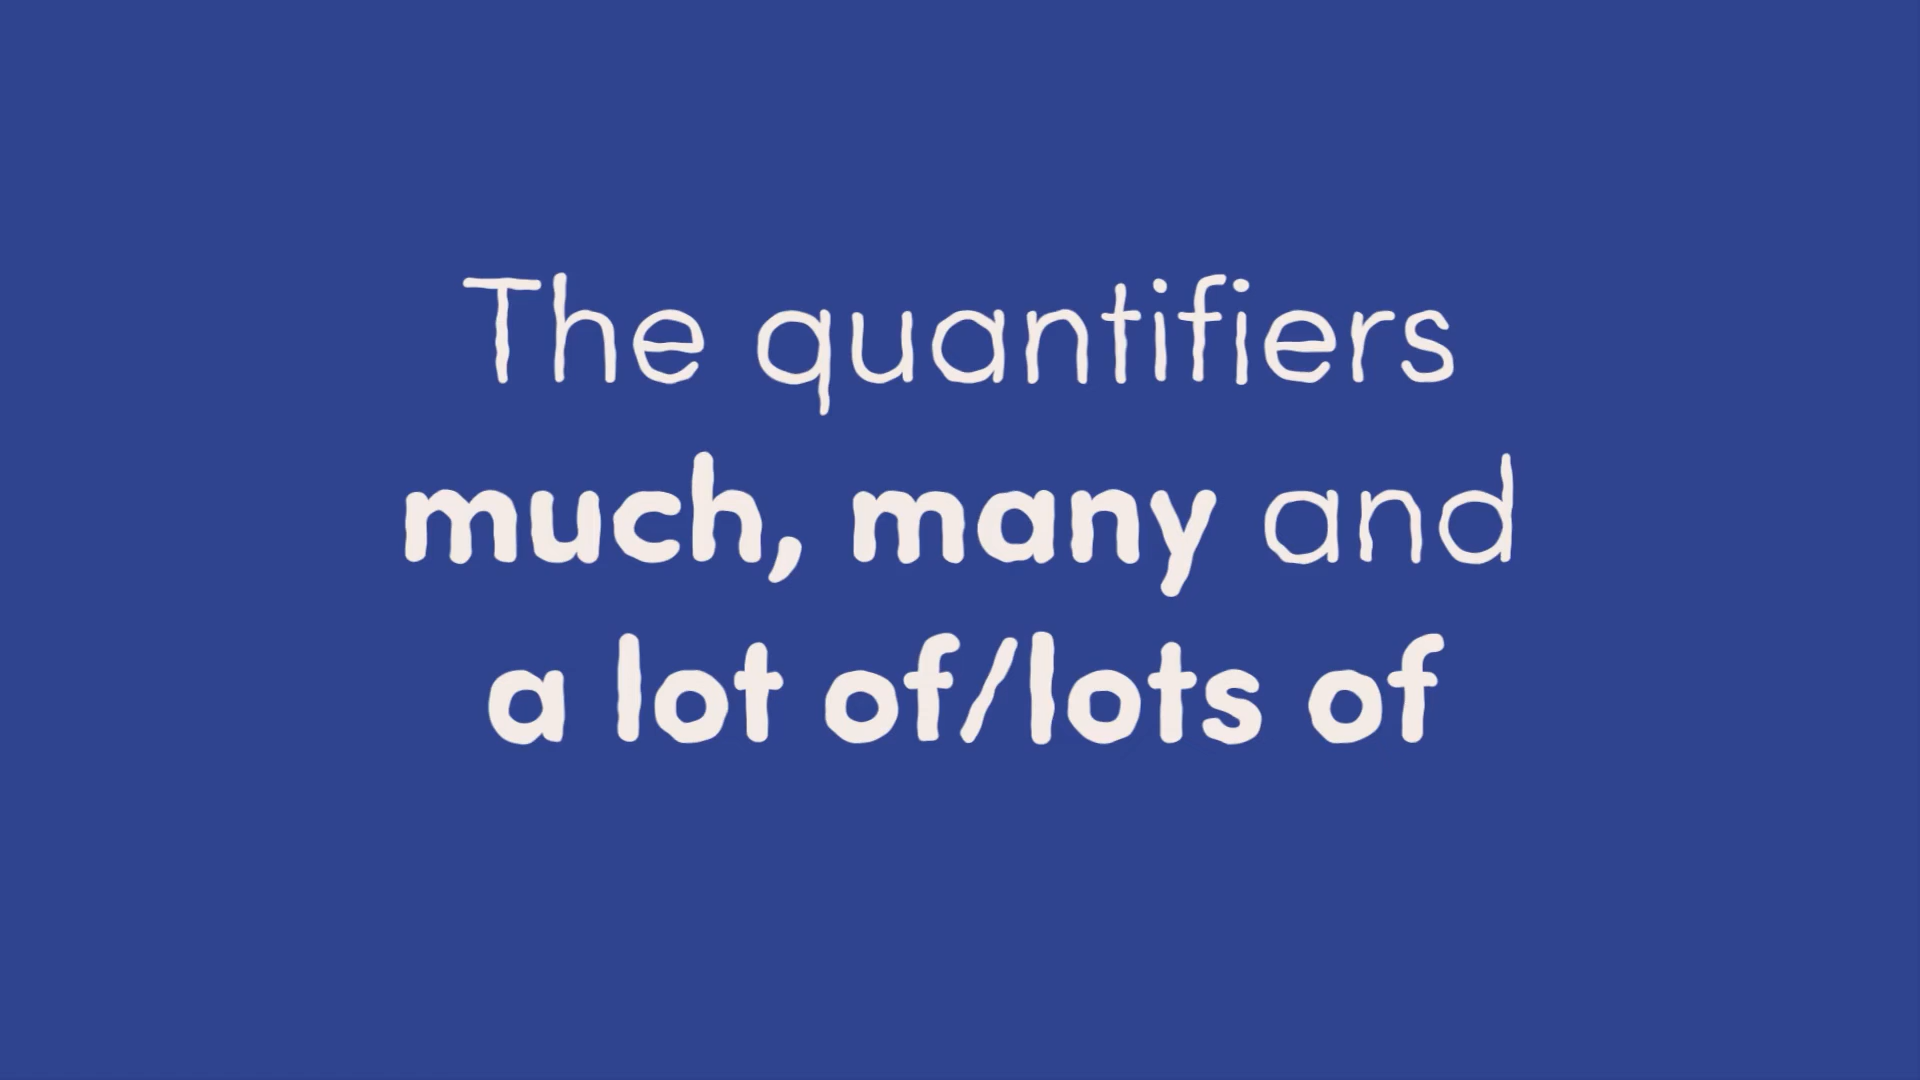 The quantifiers
much, many and
a lot of/lots of